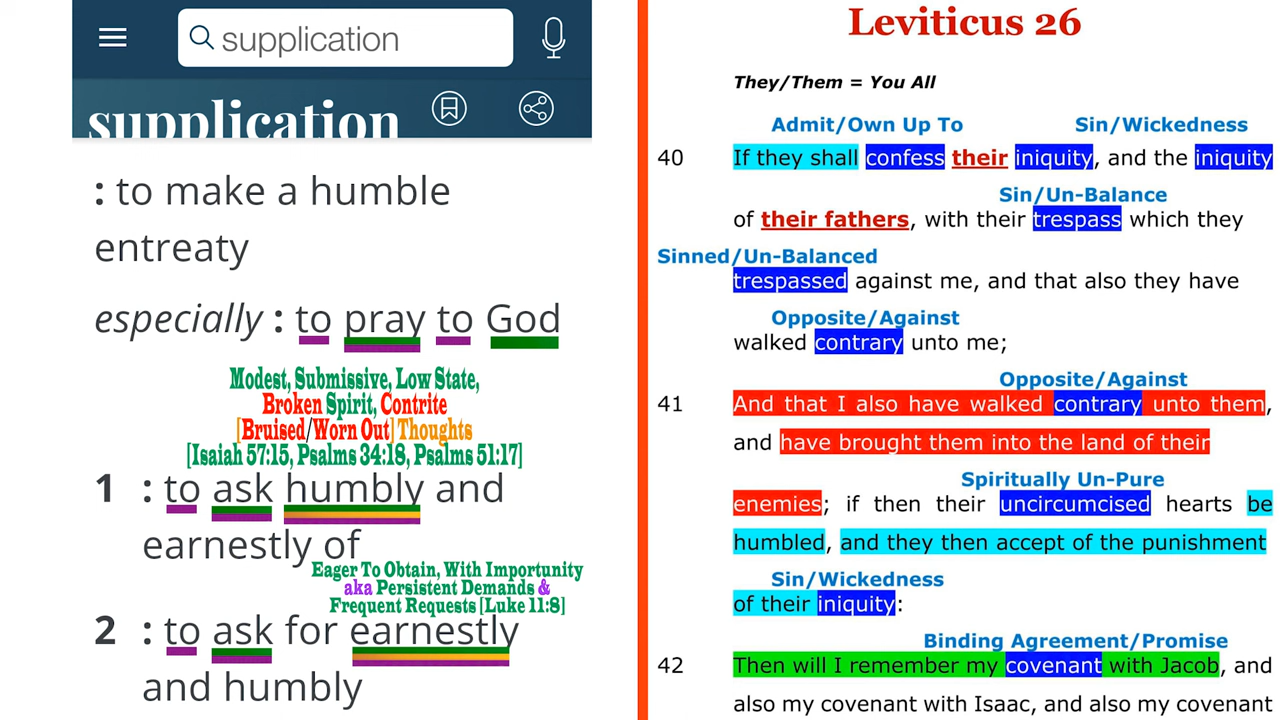 supplication
supplication
: to make a humble
entreaty
especially : to pray to God
Modest, Submissive, Low State,
Broken Spirit, Contrite
[Bruised/Worn Out] Thoughts
[Isaiah 57:15, Psalms 34:18, Psalms 51:17]
1 : to ask humbly and
earnestly of
Eager To Obtain, With Importunity
aka Persistent Demands &
Frequent Requests [Luke 11:8]
2 : to ask for earnestly
and humbly
Leviticus 26
They/Them = You All
Admit/Own Up To Sin/Wickedness
40 If they shall confess their iniquity, and the iniquity
Sin/Un-Balance
of their fathers, with their trespass which they
Sinned/Un-Balanced
trespassed against me, and that also they have
Opposite/Against
walked contrary unto me;
Opposite/Against
41 And that I also have walked contrary unto them,
and have brought them into the land of their
Spiritually Un-Pure
enemies; if then their uncircumcised hearts be
humbled, and they then accept of the punishment
Sin/Wickedness
of their iniquity:
Binding Agreement/Promise
42 Then will I remember my covenant with Jacob, and
also my covenant with Isaac, and also my covenant